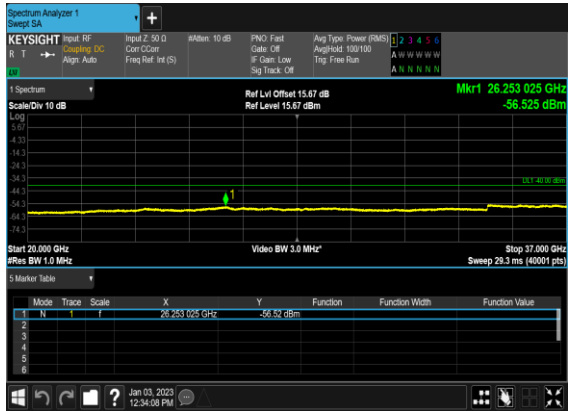 Spectrum Analyzer 1
Swept SA
+
KEYSIGHT Input: RF Input Z: 50 Ω #Atten: 10 dB PNO: Fast Avg Type: Power (RMS) 1 2 3 4 5 6
R T Coupling: DC Corr CCorr Gate: Off Avg|Hold: 100/100 A W W W W W
Align: Auto Freq Ref: Int (S) IF Gain: Low Trig: Free Run
LU Sig Track: Off A N N N N N
1 Spectrum Ref Lvl Offset 15.67 dB Mkr1 26.253 025 GHz
Scale/Div 10 dB Ref Level 15.67 dBm -56.525 dBm
Log
5.67
-4.33
-14.3
-24.3
-34.3 DL1 -40.00 dBm
-44.3
1
-54.3
-64.3
-74.3
Start 20.000 GHz Video BW 3.0 MHz* Stop 37.000 GHz
#Res BW 1.0 MHz Sweep 29.3 ms (40001 pts)
5 Marker Table
Mode Trace Scale X Y Function Function Width Function Value
1 N 1 f 26.253 025 GHz -56.52 dBm
2
3
4
5
6
? Jan 03, 2023
12:34:08 PM